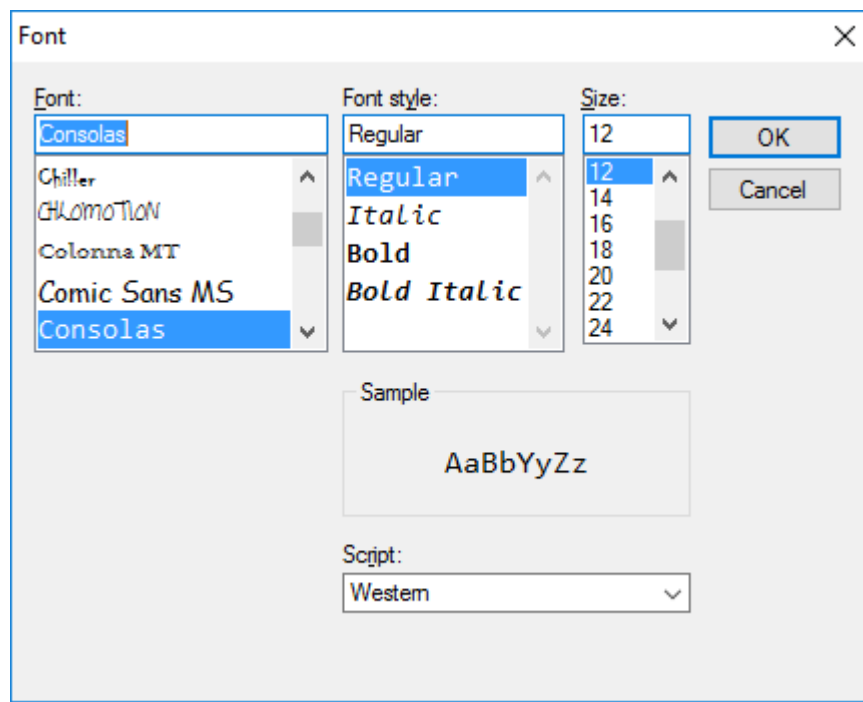 Font
Font: Font style: Size:
Consolas Regular 12 OK
Chiller Regular 12 Cancel
CHLOMOTION Italic 14
Colonna MT Bold 16
Comic Sans MS Bold Italic 18
Consolas 20
22
24
Sample
AaBbYyZz
Script:
Western